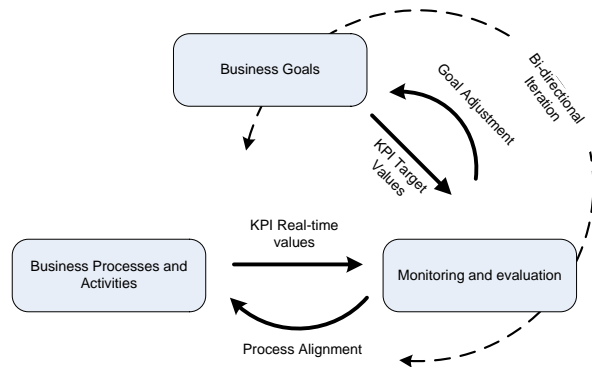 Business Goals
Bi-directional
Iteration
Goal Adjustment
KPI Target
Values
KPI Real-time
values
Business Processes and
Activities
Monitoring and evaluation
Process Alignment